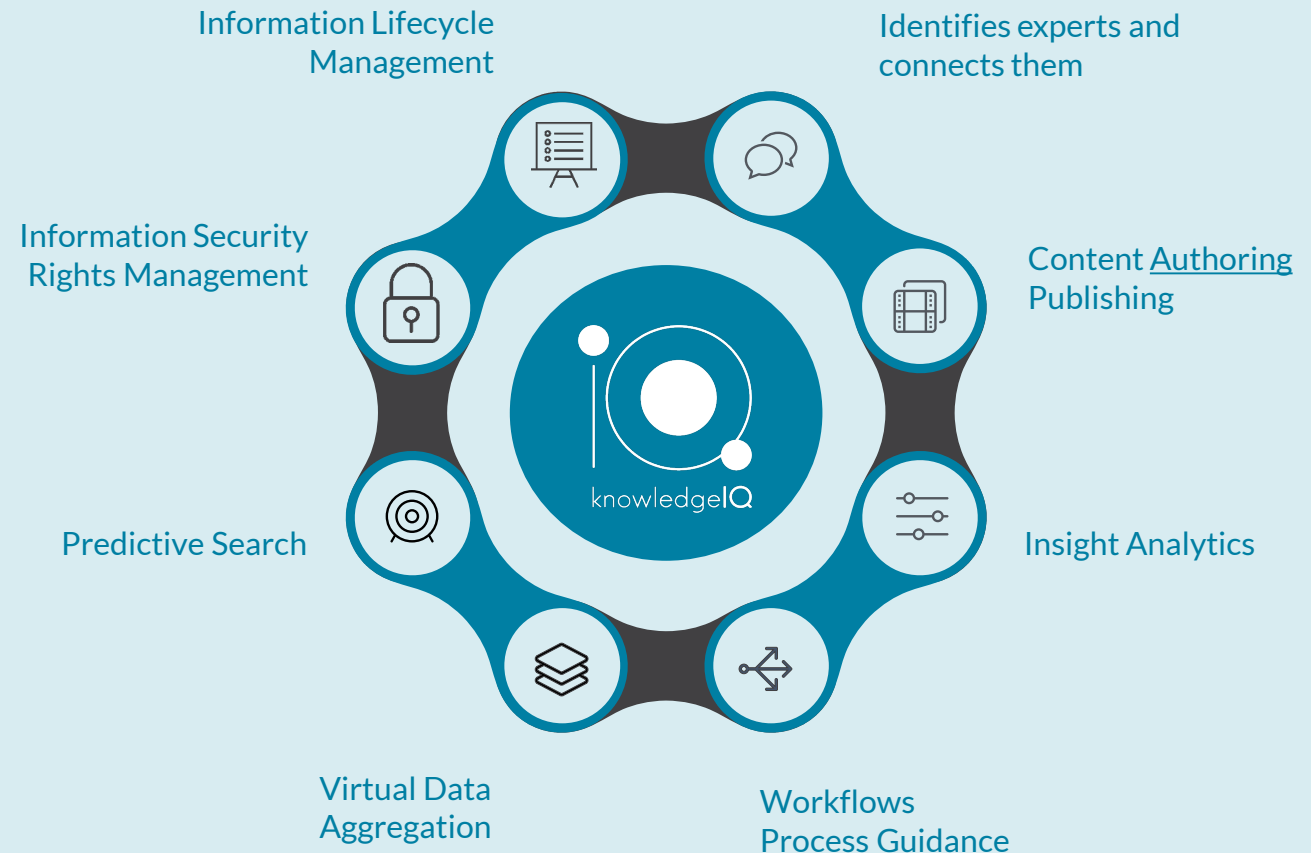 Information Lifecycle
Management
Identifies experts and
connects them
Information Security
Rights Management
Content Authoring
Publishing
knowledgeIQ
Predictive Search
Insight Analytics
Virtual Data
Aggregation
Workflows
Process Guidance